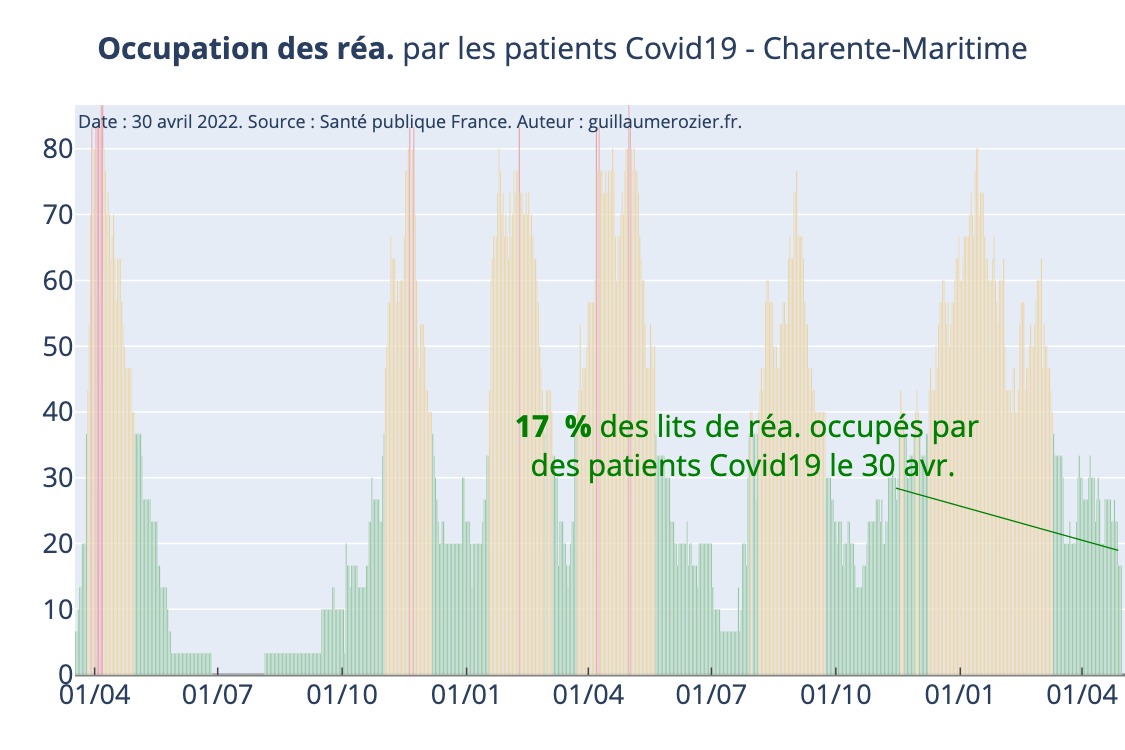 Occupation des réa. par les patients Covid19 - Charente-Maritime
Date : 30 avril 2022. Source : Santé publique France. Auteur : guillaumerozier.fr.
80
70
60
50
40
30
20
10
0
17 % des lits de réa. occupés par
des patients Covid19 le 30 avr.
01/04 01/07 01/10 01/01 01/04 01/07 01/10 01/01 01/04